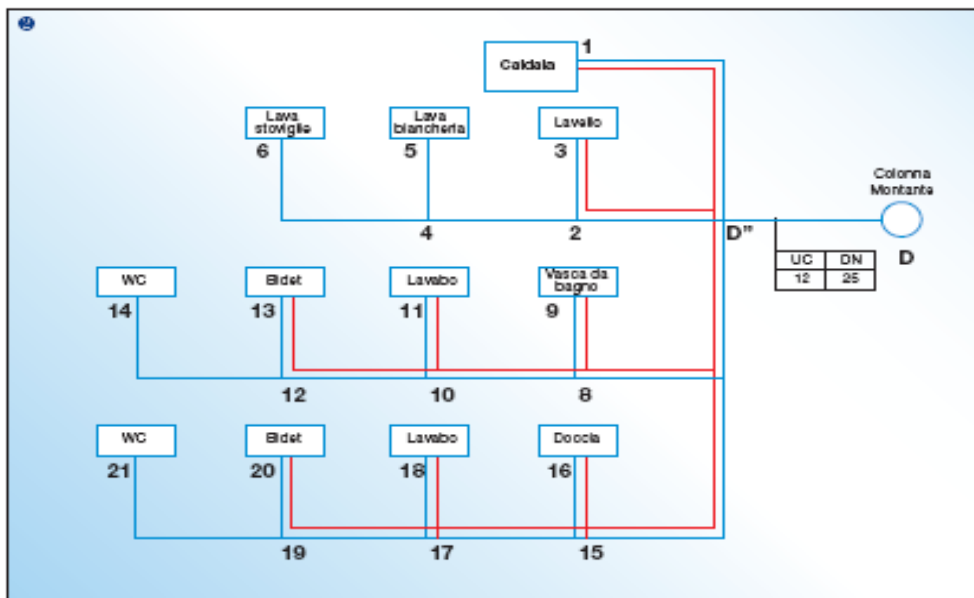 2
Caldaia
1
Lava
stoviglie
Lava
biancheria
Lavello
6
5
3
Colonna
Montante
4
2
D”
D
UC
DN
12
25
WC
Bidet
Lavabo
Vasca da
bagno
14
13
11
9
12
10
8
WC
Bidet
Lavabo
Doccia
21
20
18
16
19
17
15